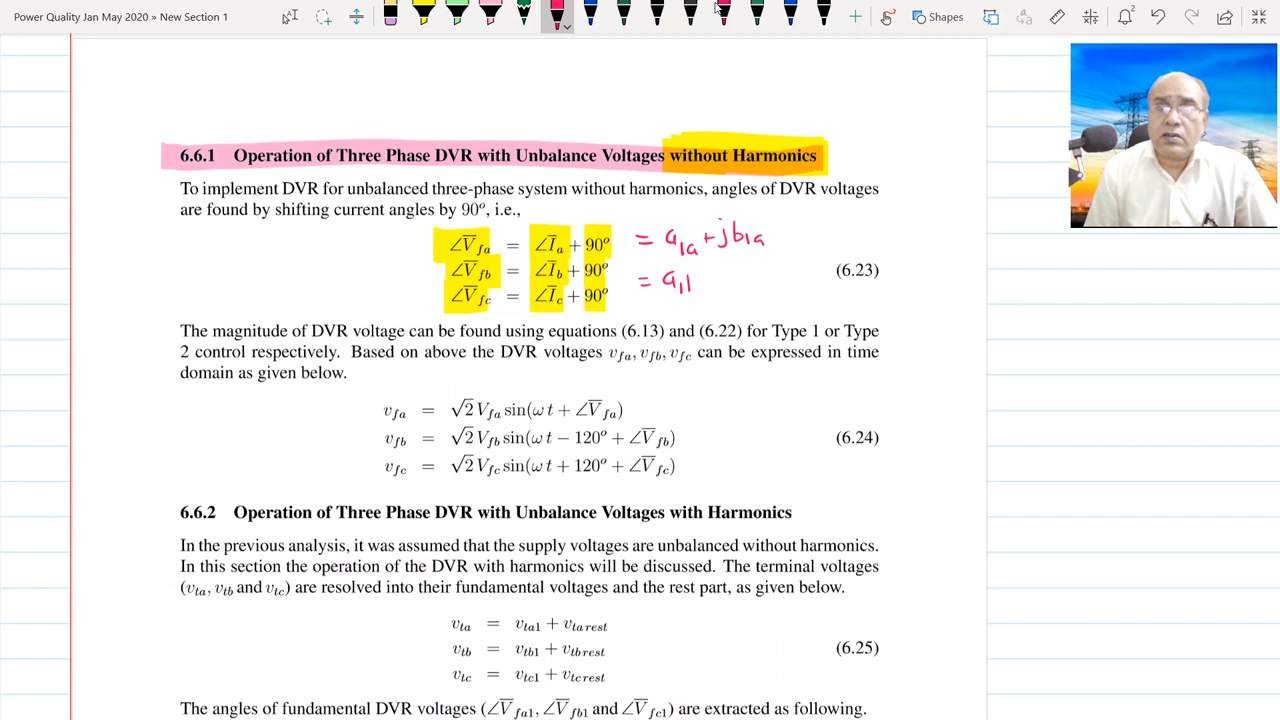 Power Quality Jan May 2020 » New Section 1
Shapes
6.6.1 Operation of Three Phase DVR with Unbalance Voltages without Harmonics
To implement DVR for unbalanced three-phase system without harmonics, angles of DVR voltages
are found by shifting current angles by 90°, i.e.,
∠V̅fa = ∠I̅a + 90° = a1a + jb1a
∠V̅fb = ∠I̅b + 90° (6.23)
= a11
∠V̅fc = ∠I̅c + 90°
The magnitude of DVR voltage can be found using equations (6.13) and (6.22) for Type 1 or Type
2 control respectively. Based on above the DVR voltages vfa, vfb, vfc can be expressed in time
domain as given below.
vfa = √2 Vfa sin(ω t + ∠V̅fa)
vfb = √2 Vfb sin(ω t − 120° + ∠V̅fb) (6.24)
vfc = √2 Vfc sin(ω t + 120° + ∠V̅fc)
6.6.2 Operation of Three Phase DVR with Unbalance Voltages with Harmonics
In the previous analysis, it was assumed that the supply voltages are unbalanced without harmonics.
In this section the operation of the DVR with harmonics will be discussed. The terminal voltages
(vta, vtb and vtc) are resolved into their fundamental voltages and the rest part, as given below.
vta = vta1 + vta rest
vtb = vtb1 + vtb rest (6.25)
vtc = vtc1 + vtc rest
The angles of fundamental DVR voltages (∠V̅fa1, ∠V̅fb1 and ∠V̅fc1) are extracted as following.